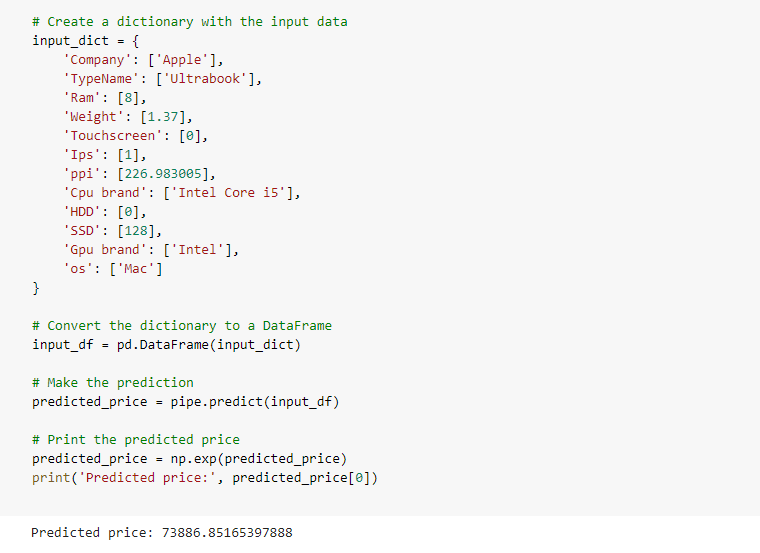 # Create a dictionary with the input data
input_dict = {
    'Company': ['Apple'],
    'TypeName': ['Ultrabook'],
    'Ram': [8],
    'Weight': [1.37],
    'Touchscreen': [0],
    'Ips': [1],
    'ppi': [226.983005],
    'Cpu brand': ['Intel Core i5'],
    'HDD': [0],
    'SSD': [128],
    'Gpu brand': ['Intel'],
    'os': ['Mac']
}
# Convert the dictionary to a DataFrame
input_df = pd.DataFrame(input_dict)
# Make the prediction
predicted_price = pipe.predict(input_df)
# Print the predicted price
predicted_price = np.exp(predicted_price)
print('Predicted price:', predicted_price[0])
Predicted price: 73886.85165397888